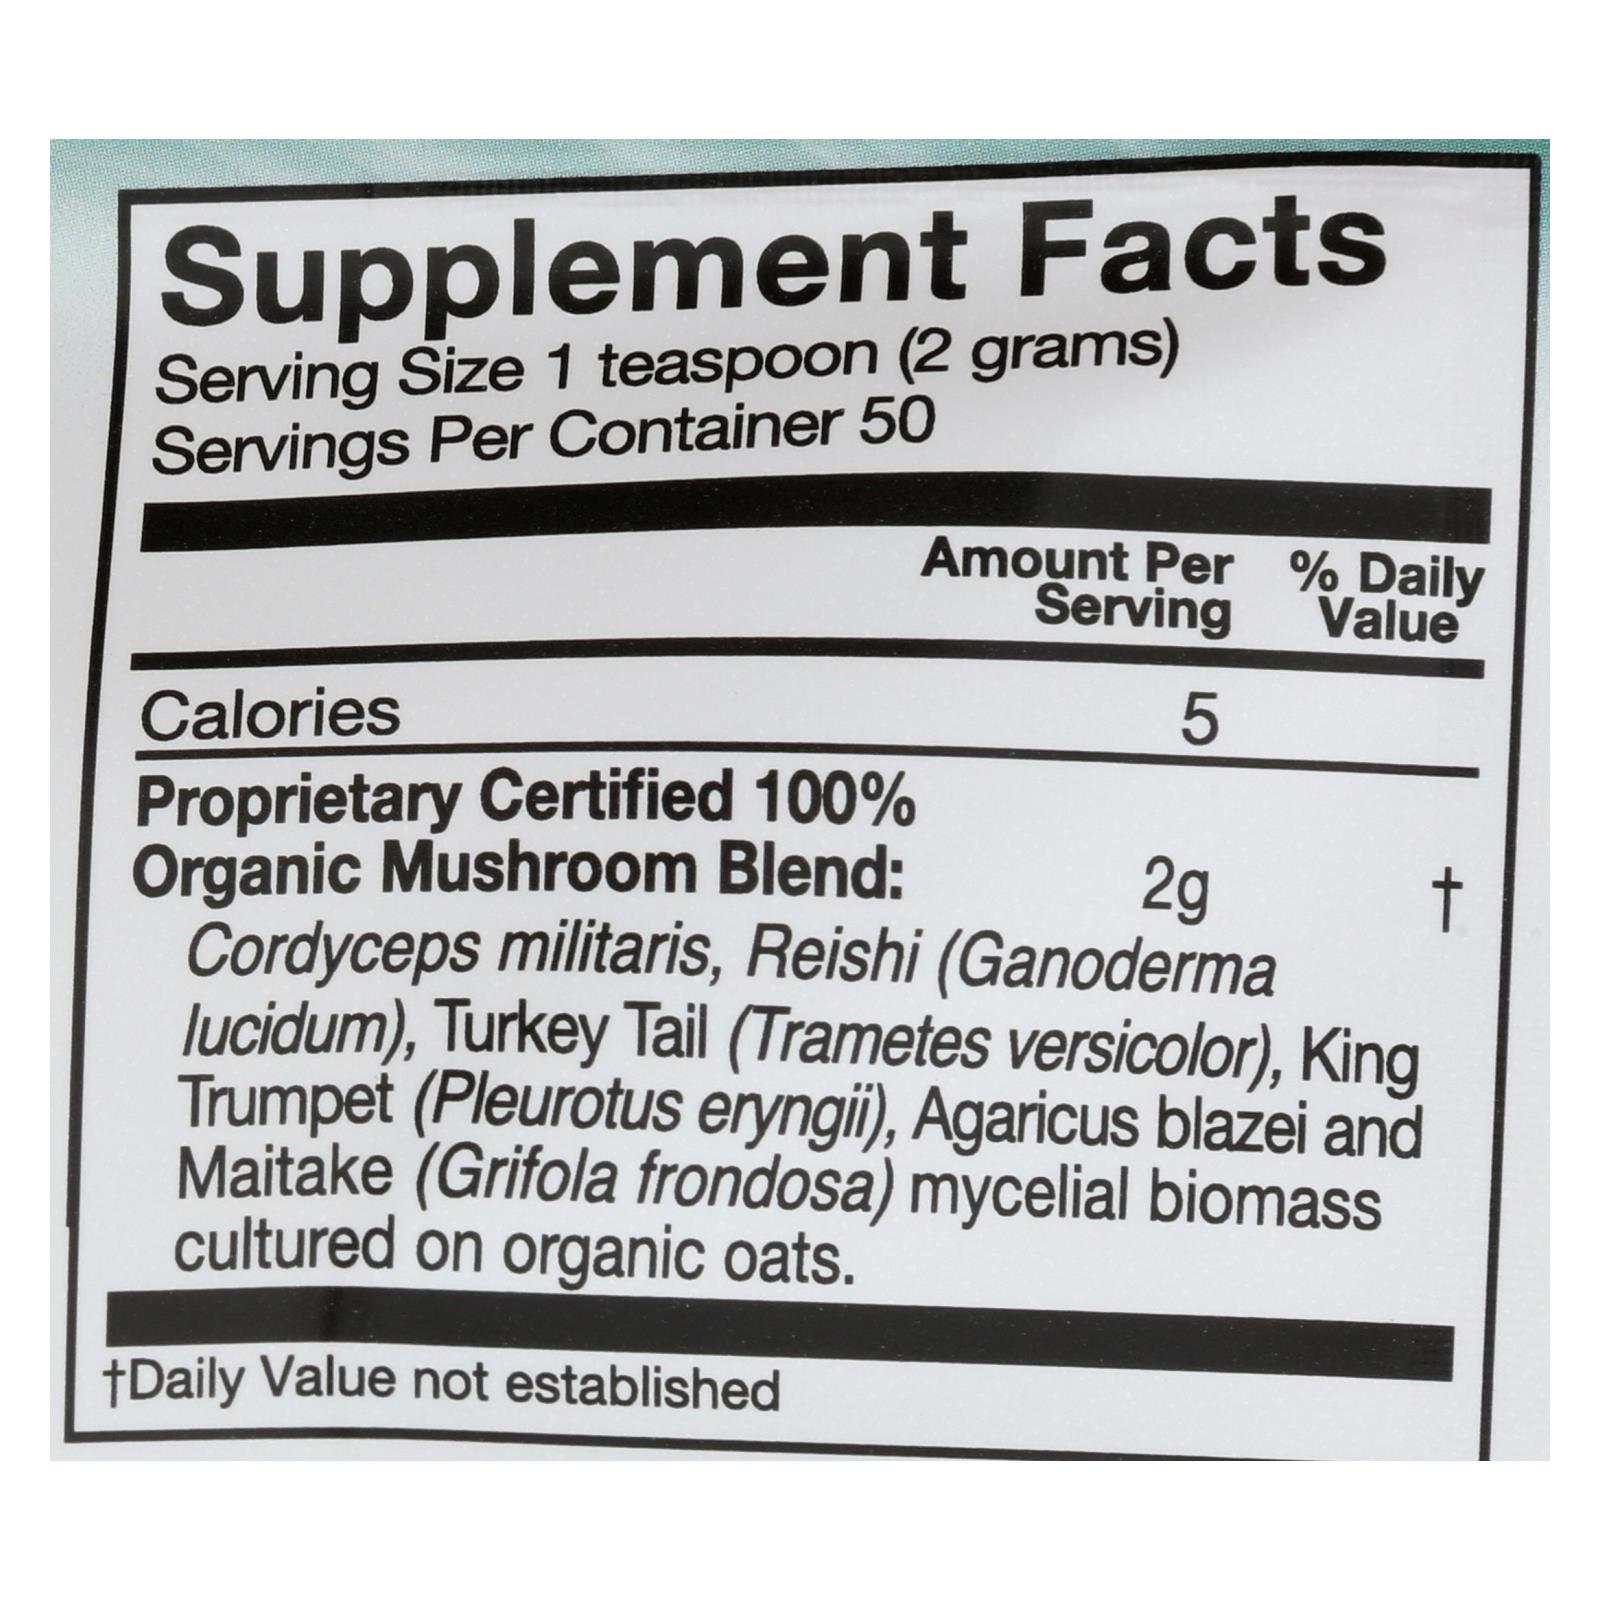 Supplement Facts
Serving Size 1 teaspoon (2 grams)
Servings Per Container 50
Amount Per Serving % Daily Value
Calories 5
Proprietary Certified 100%
Organic Mushroom Blend: 2g †
Cordyceps militaris, Reishi (Ganoderma
lucidum), Turkey Tail (Trametes versicolor), King
Trumpet (Pleurotus eryngii), Agaricus blazei and
Maitake (Grifola frondosa) mycelial biomass
cultured on organic oats.
†Daily Value not established